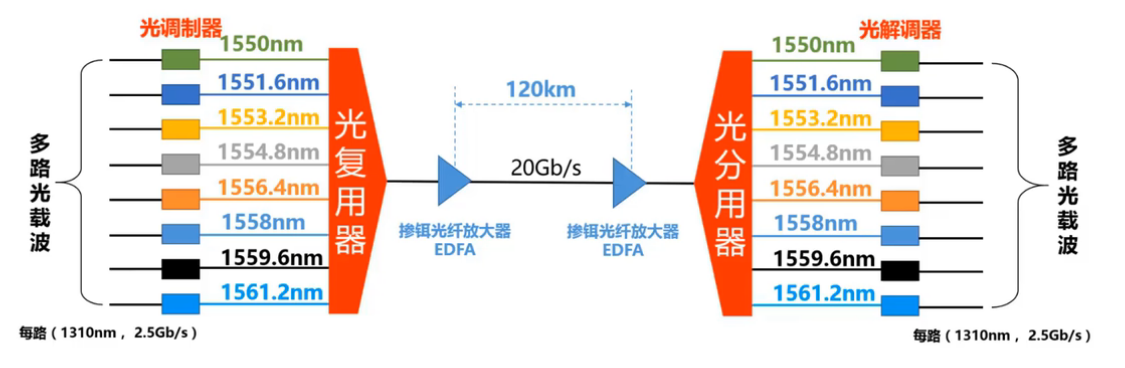 光调制器
1550nm
1551.6nm
1553.2nm
1554.8nm
1556.4nm
1558nm
1559.6nm
1561.2nm
多路光载波
每路（1310nm ，2.5Gb/s）
光复用器
120km
20Gb/s
掺铒光纤放大器
EDFA
掺铒光纤放大器
EDFA
光分用器
光解调器
1550nm
1551.6nm
1553.2nm
1554.8nm
1556.4nm
1558nm
1559.6nm
1561.2nm
多路光载波
每路（1310nm ，2.5Gb/s）